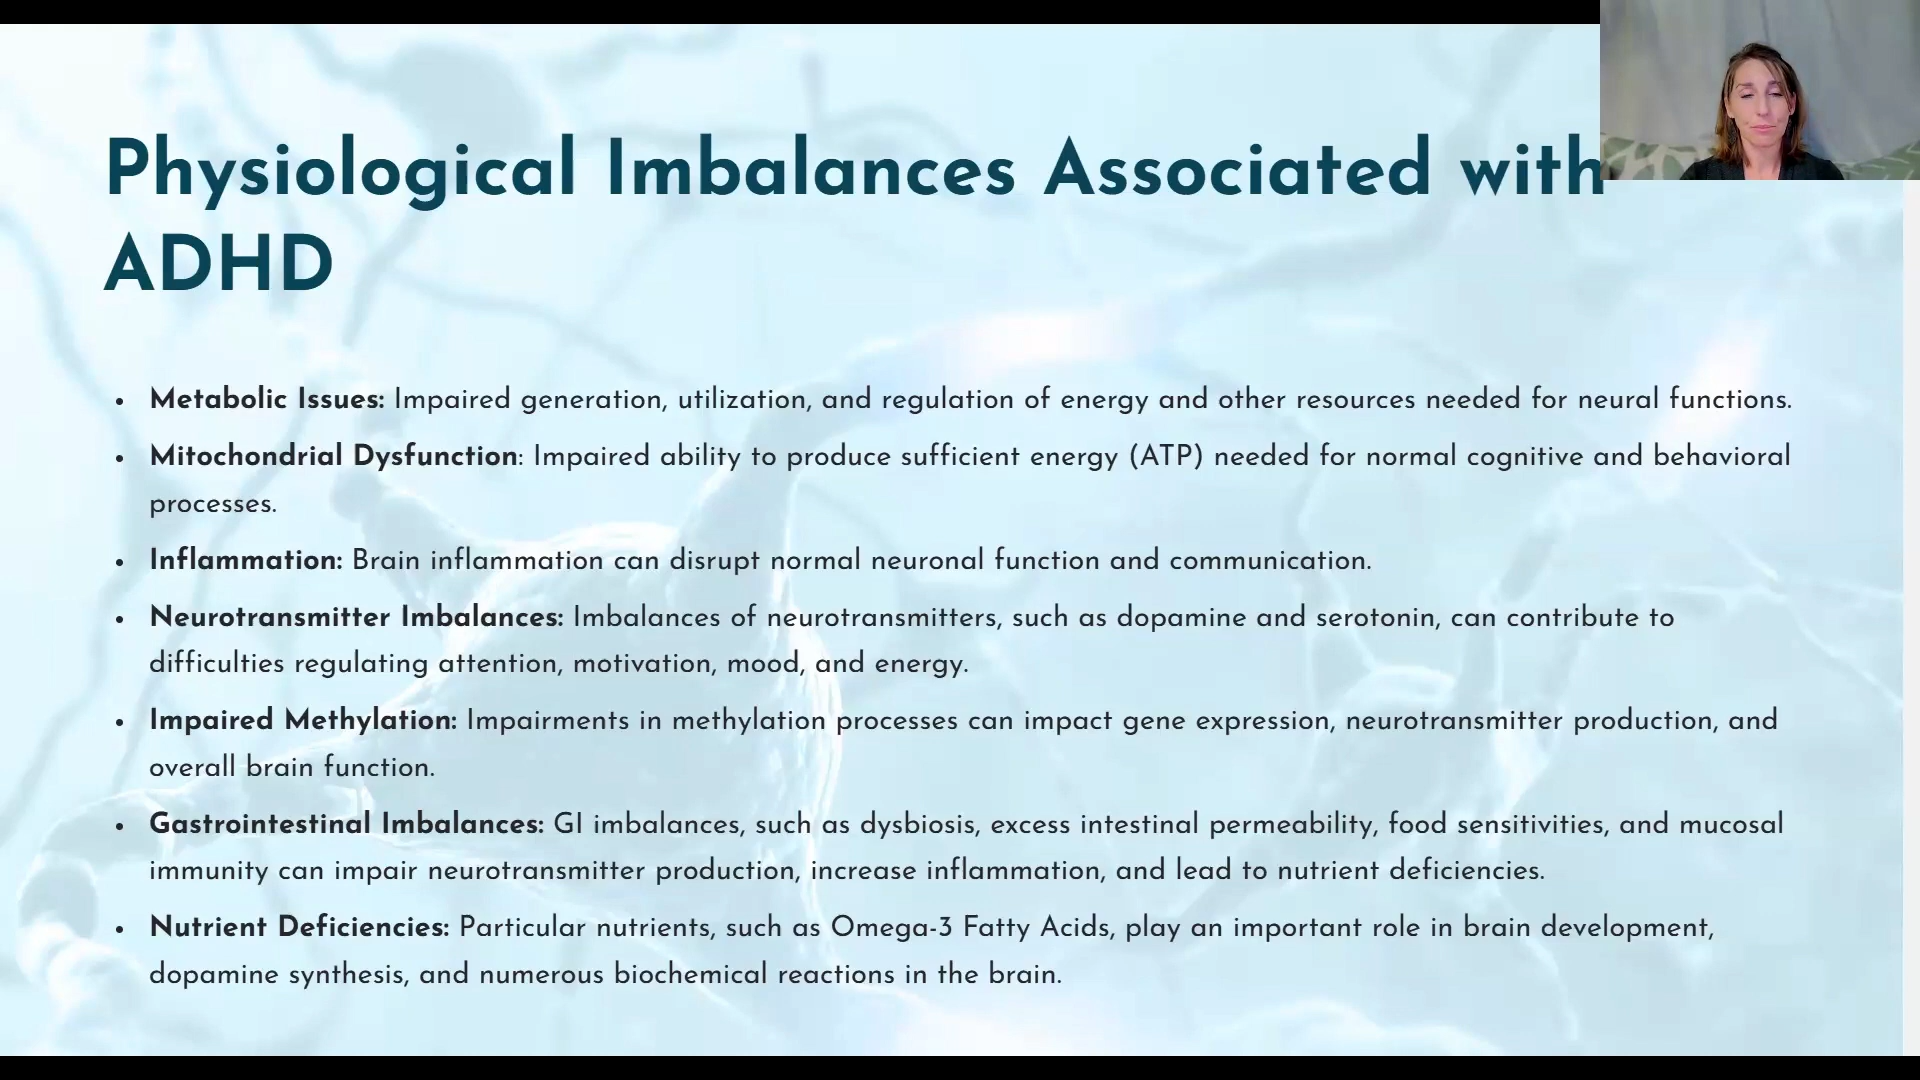 Physiological Imbalances Associated with
ADHD
• Metabolic Issues: Impaired generation, utilization, and regulation of energy and other resources needed for neural functions.
• Mitochondrial Dysfunction: Impaired ability to produce sufficient energy (ATP) needed for normal cognitive and behavioral
processes.
• Inflammation: Brain inflammation can disrupt normal neuronal function and communication.
• Neurotransmitter Imbalances: Imbalances of neurotransmitters, such as dopamine and serotonin, can contribute to
difficulties regulating attention, motivation, mood, and energy.
• Impaired Methylation: Impairments in methylation processes can impact gene expression, neurotransmitter production, and
overall brain function.
• Gastrointestinal Imbalances: GI imbalances, such as dysbiosis, excess intestinal permeability, food sensitivities, and mucosal
immunity can impair neurotransmitter production, increase inflammation, and lead to nutrient deficiencies.
• Nutrient Deficiencies: Particular nutrients, such as Omega-3 Fatty Acids, play an important role in brain development,
dopamine synthesis, and numerous biochemical reactions in the brain.